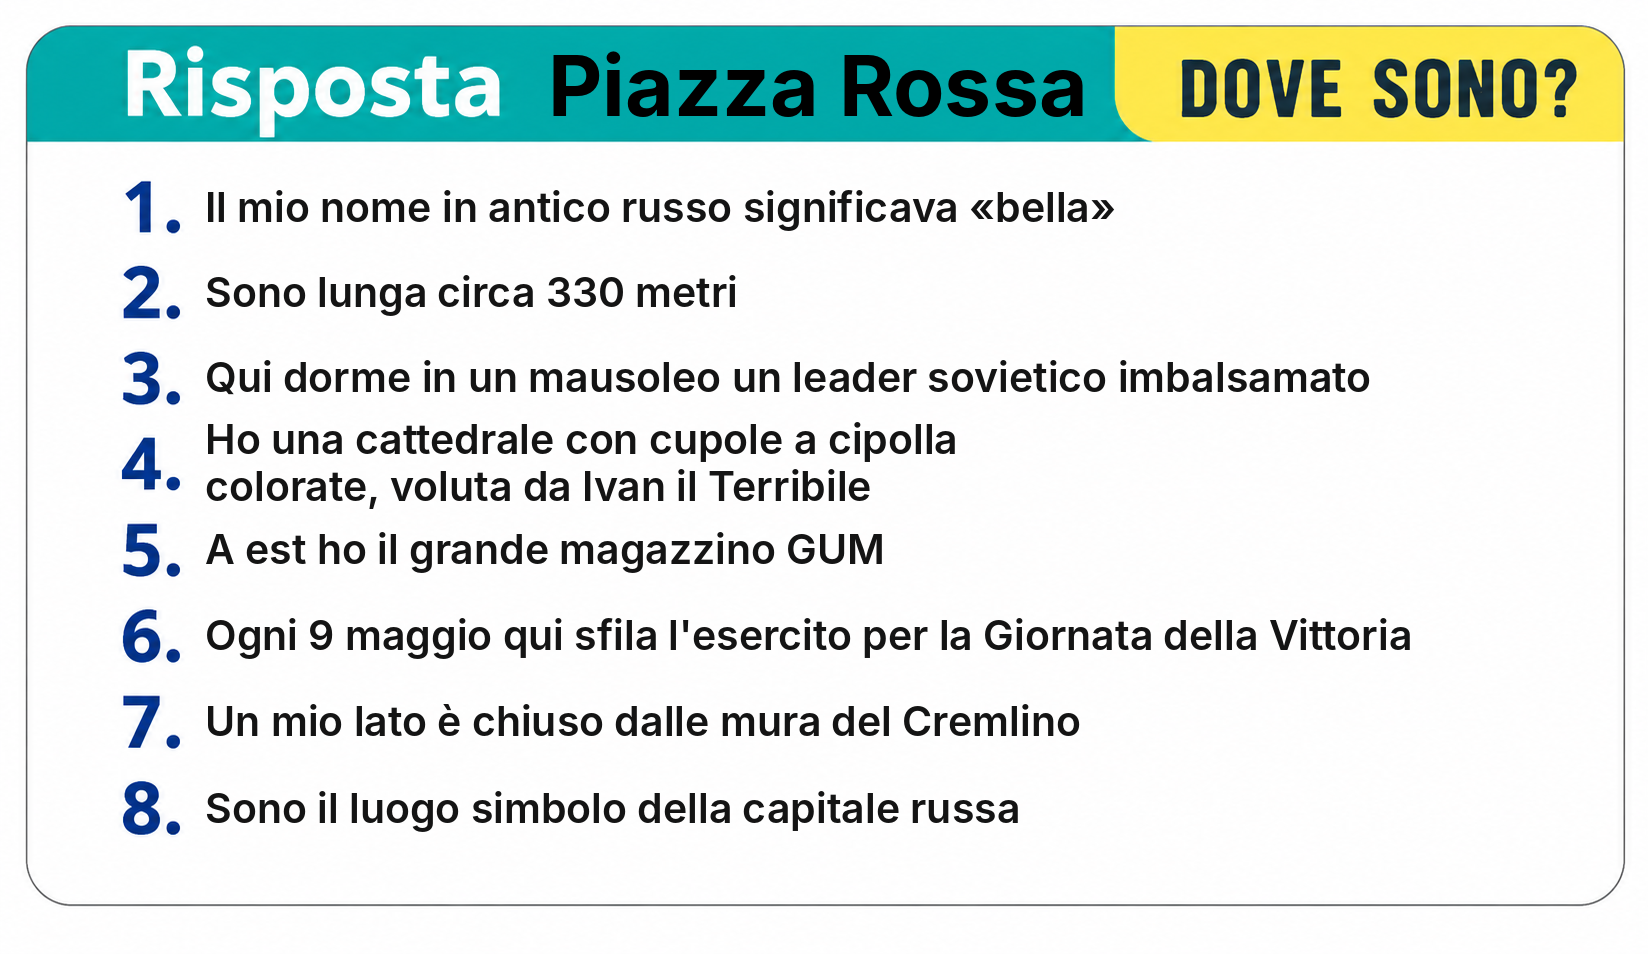 Risposta Piazza Rossa DOVE SONO?
1. Il mio nome in antico russo significava «bella»
2. Sono lunga circa 330 metri
3. Qui dorme in un mausoleo un leader sovietico imbalsamato
4. Ho una cattedrale con cupole a cipolla
colorate, voluta da Ivan il Terribile
5. A est ho il grande magazzino GUM
6. Ogni 9 maggio qui sfila l'esercito per la Giornata della Vittoria
7. Un mio lato è chiuso dalle mura del Cremlino
8. Sono il luogo simbolo della capitale russa